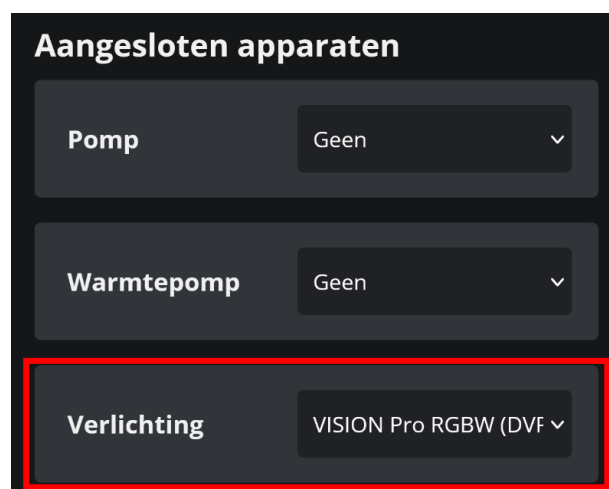 Aangesloten apparaten
Pomp Geen
Warmtepomp Geen
Verlichting VISION Pro RGBW (DVF